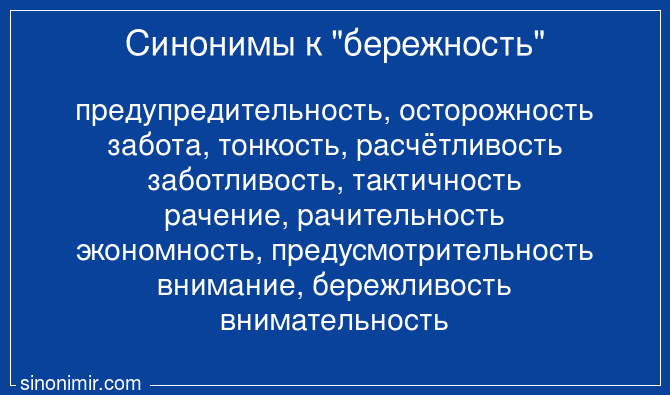 Синонимы к "бережность"
предупредительность, осторожность
забота, тонкость, расчётливость
заботливость, тактичность
рачение, рачительность
экономность, предусмотрительность
внимание, бережливость
внимательность
sinonimir.com